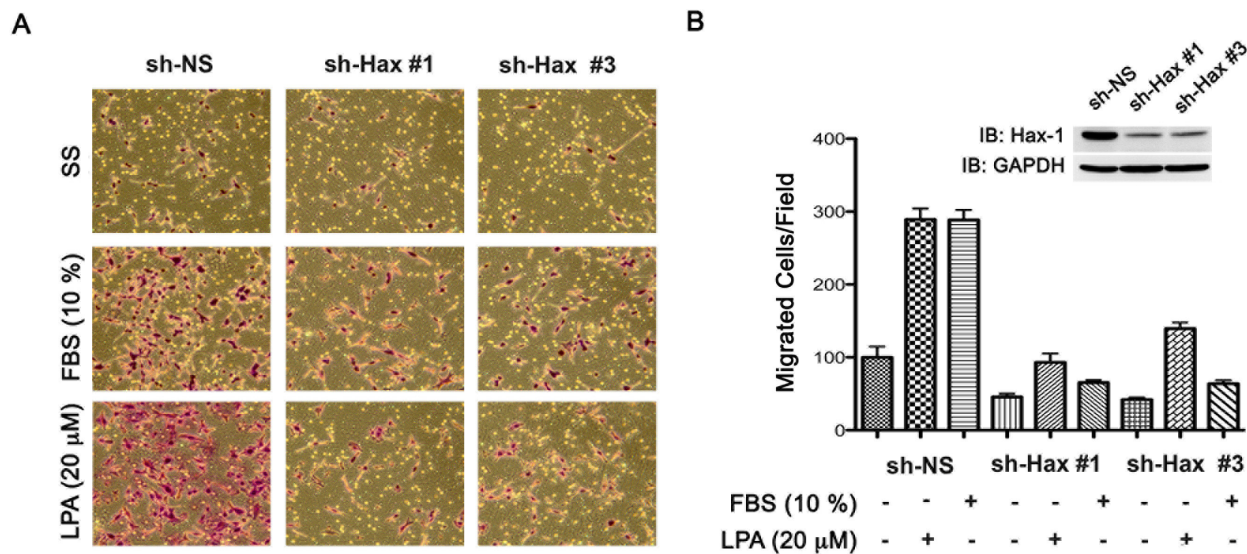 A
sh-NS sh-Hax #1 sh-Hax #3
SS
FBS (10 %)
LPA (20 μM)
B
sh-NS sh-Hax #1 sh-Hax #3
IB: Hax-1
IB: GAPDH
Migrated Cells/Field
400
300
200
100
0
sh-NS sh-Hax #1 sh-Hax #3
FBS (10 %) - - + - - + - - +
LPA (20 μM) - + - - + - - + -